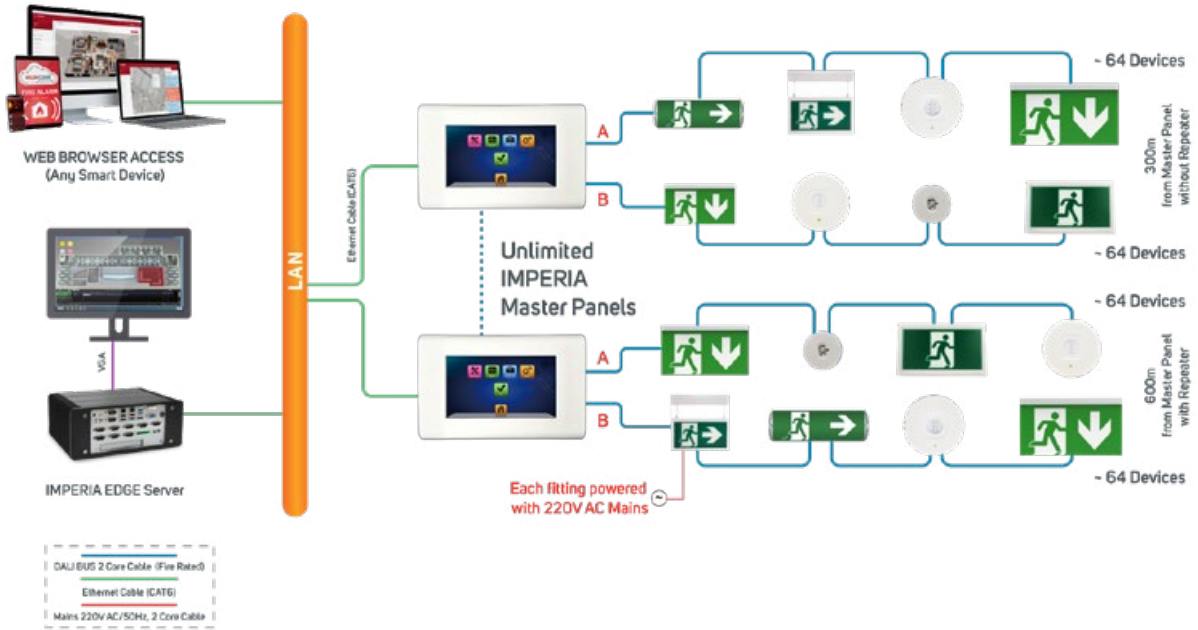 FIRE ALARM
WEB BROWSER ACCESS
(Any Smart Device)
VGA
IMPERIA EDGE Server
LAN
Ethernet Cable (CAT6)
Unlimited
IMPERIA
Master Panels
A
B
A
B
~ 64 Devices
300m
from Master Panel
without Repeater
~ 64 Devices
~ 64 Devices
600m
from Master Panel
with Repeater
~ 64 Devices
Each fitting powered
with 220V AC Mains
~
DALI BUS 2 Core Cable (Fire Rated)
Ethernet Cable (CAT6)
Mains 220V AC/50Hz, 2 Core Cable